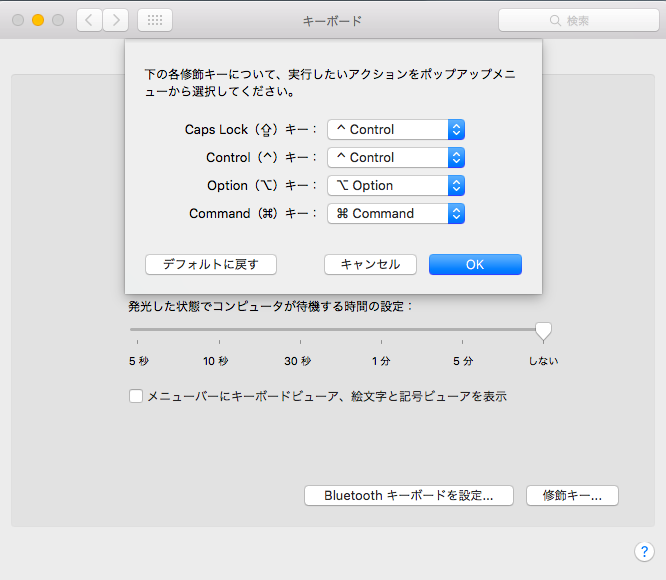 キーボード
検索
下の各修飾キーについて、実行したいアクションをポップアップメニ
ューから選択してください。
Caps Lock（⇪）キー： ^ Control
Control（^）キー： ^ Control
Option（⌥）キー： ⌥ Option
Command（⌘）キー： ⌘ Command
デフォルトに戻す キャンセル OK
発光した状態でコンピュータが待機する時間の設定：
5 秒 10 秒 30 秒 1 分 5 分 しない
メニューバーにキーボードビューア、絵文字と記号ビューアを表示
Bluetooth キーボードを設定... 修飾キー...
?